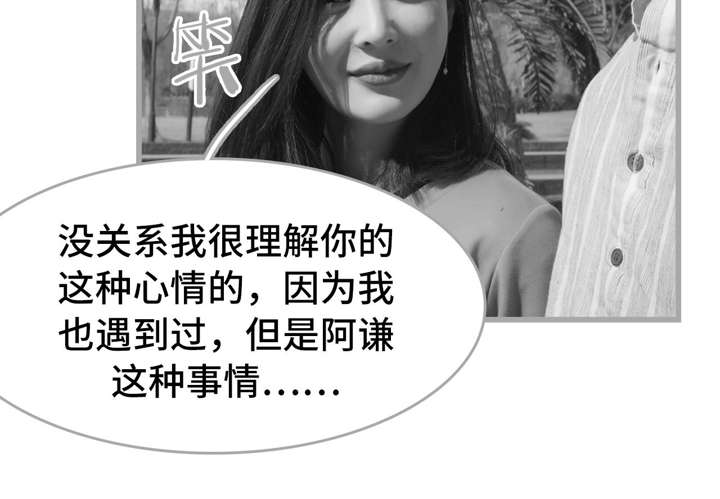 笑
没关系我很理解你的
这种心情的，因为我
也遇到过，但是阿谦
这种事情……